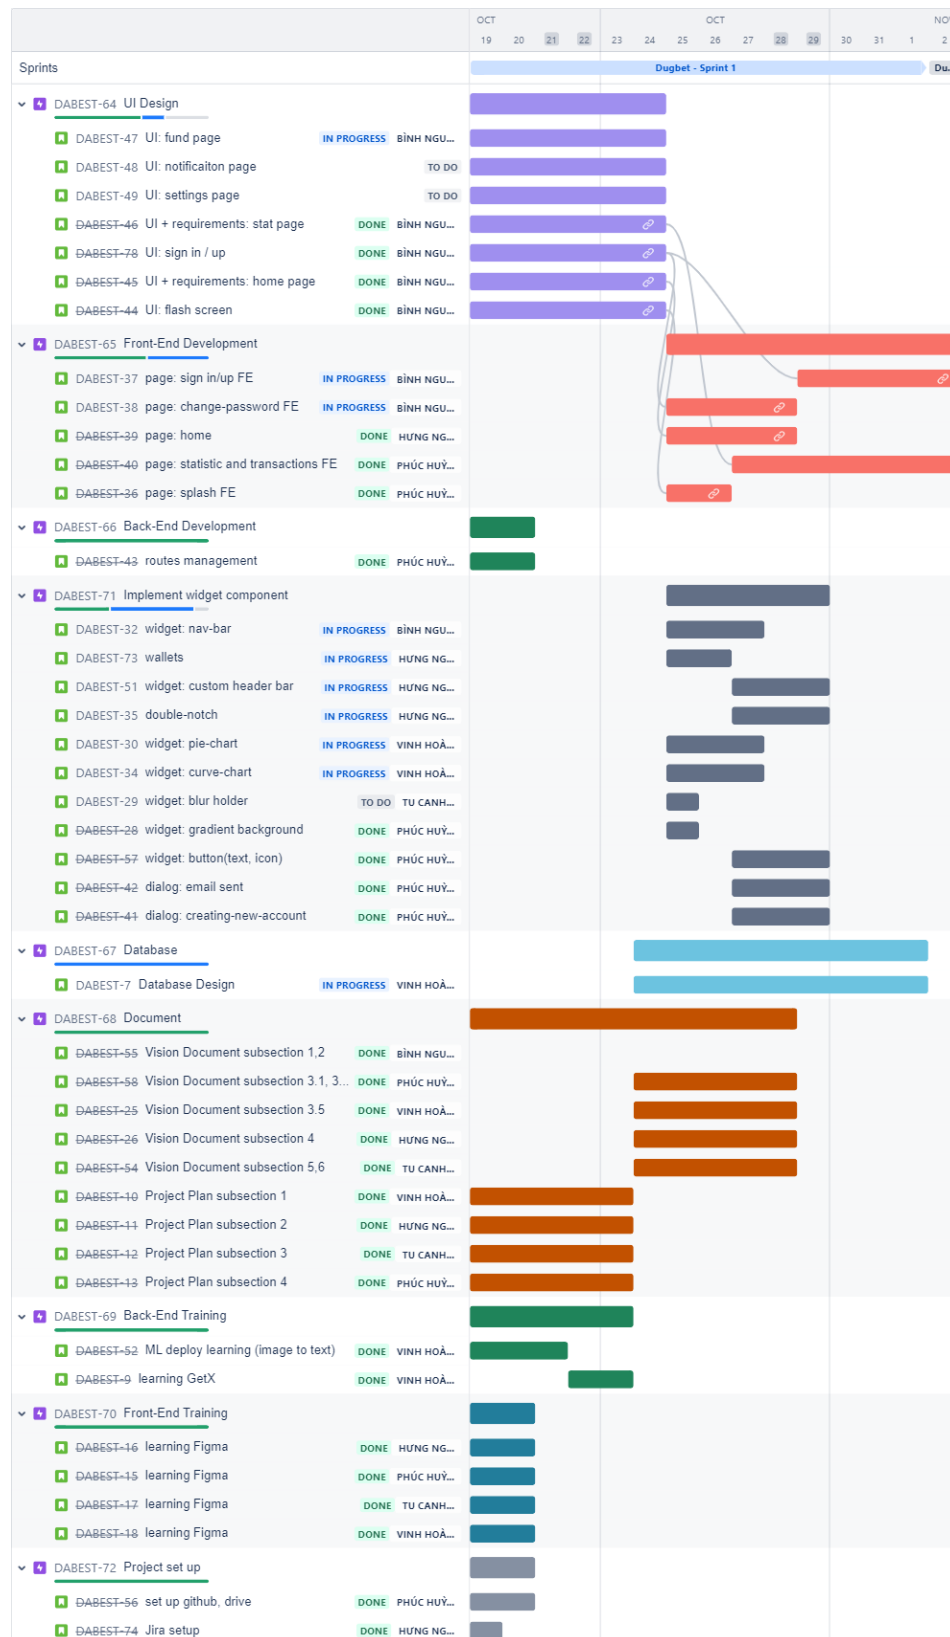 OCT OCT NO
19 20 21 22 23 24 25 26 27 28 29 30 31 1 2
Sprints Dugbet - Sprint 1 Du
DABEST-64 UI Design
DABEST-47 UI: fund page IN PROGRESS BÌNH NGU...
DABEST-48 UI: notificaiton page TO DO
DABEST-49 UI: settings page TO DO
DABEST-46 UI + requirements: stat page DONE BÌNH NGU...
DABEST-78 UI: sign in / up DONE BÌNH NGU...
DABEST-45 UI + requirements: home page DONE BÌNH NGU...
DABEST-44 UI: flash screen DONE BÌNH NGU...
DABEST-65 Front-End Development
DABEST-37 page: sign in/up FE IN PROGRESS BÌNH NGU...
DABEST-38 page: change-password FE IN PROGRESS BÌNH NGU...
DABEST-39 page: home DONE HƯNG NG...
DABEST-40 page: statistic and transactions FE DONE PHÚC HUỲ...
DABEST-36 page: splash FE DONE PHÚC HUỲ...
DABEST-66 Back-End Development
DABEST-43 routes management DONE PHÚC HUỲ...
DABEST-71 Implement widget component
DABEST-32 widget: nav-bar IN PROGRESS BÌNH NGU...
DABEST-73 wallets IN PROGRESS HƯNG NG...
DABEST-51 widget: custom header bar IN PROGRESS HƯNG NG...
DABEST-35 double-notch IN PROGRESS HƯNG NG...
DABEST-30 widget: pie-chart IN PROGRESS VINH HOÀ...
DABEST-34 widget: curve-chart IN PROGRESS VINH HOÀ...
DABEST-29 widget: blur holder TO DO TU CANH...
DABEST-28 widget: gradient background DONE PHÚC HUỲ...
DABEST-57 widget: button(text, icon) DONE PHÚC HUỲ...
DABEST-42 dialog: email sent DONE PHÚC HUỲ...
DABEST-41 dialog: creating-new-account DONE PHÚC HUỲ...
DABEST-67 Database
DABEST-7 Database Design IN PROGRESS VINH HOÀ...
DABEST-68 Document
DABEST-55 Vision Document subsection 1,2 DONE BÌNH NGU...
DABEST-58 Vision Document subsection 3.1, 3... DONE PHÚC HUỲ...
DABEST-25 Vision Document subsection 3.5 DONE VINH HOÀ...
DABEST-26 Vision Document subsection 4 DONE HƯNG NG...
DABEST-54 Vision Document subsection 5,6 DONE TU CANH...
DABEST-10 Project Plan subsection 1 DONE VINH HOÀ...
DABEST-11 Project Plan subsection 2 DONE HƯNG NG...
DABEST-12 Project Plan subsection 3 DONE TU CANH...
DABEST-13 Project Plan subsection 4 DONE PHÚC HUỲ...
DABEST-69 Back-End Training
DABEST-52 ML deploy learning (image to text) DONE VINH HOÀ...
DABEST-9 learning GetX DONE VINH HOÀ...
DABEST-70 Front-End Training
DABEST-16 learning Figma DONE HƯNG NG...
DABEST-15 learning Figma DONE PHÚC HUỲ...
DABEST-17 learning Figma DONE TU CANH...
DABEST-18 learning Figma DONE VINH HOÀ...
DABEST-72 Project set up
DABEST-56 set up github, drive DONE PHÚC HUỲ...
DABEST-74 Jira setup DONE HƯNG NG...